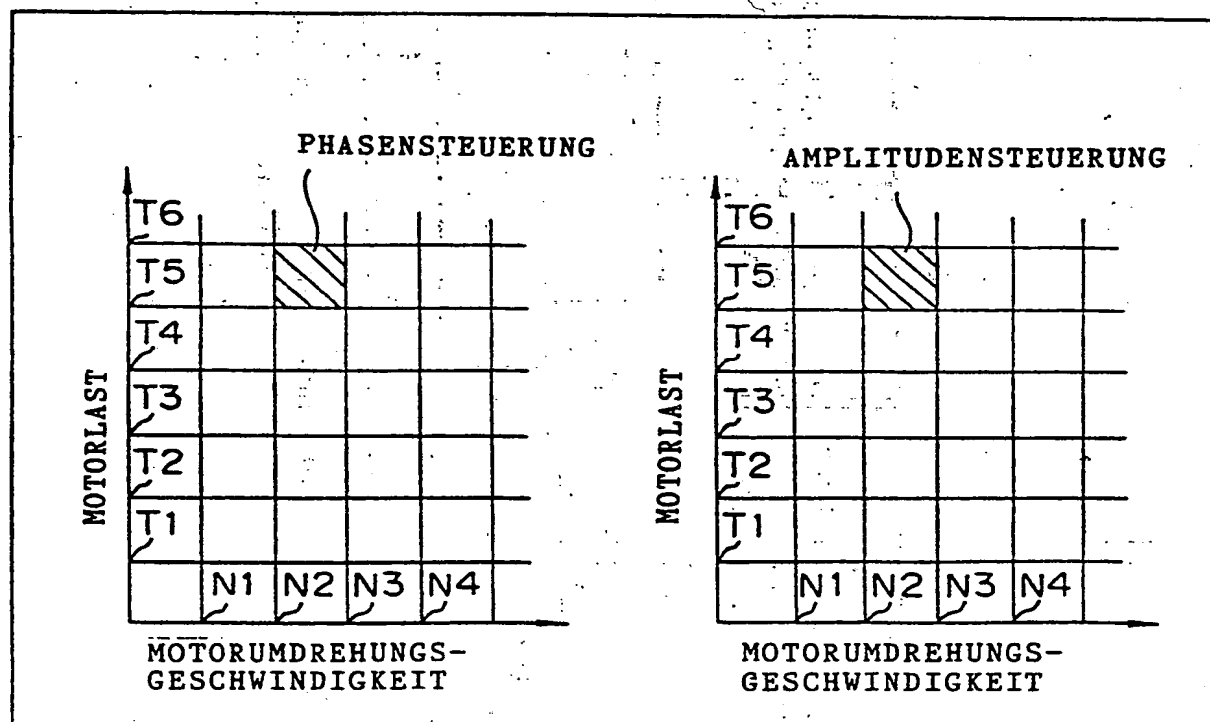 PHASENSTEUERUNG
T6
T5
T4
T3
T2
T1
MOTORLAST
N1 N2 N3 N4
MOTORUMDREHUNGS-
GESCHWINDIGKEIT
AMPLITUDENSTEUERUNG
T6
T5
T4
T3
T2
T1
MOTORLAST
N1 N2 N3 N4
MOTORUMDREHUNGS-
GESCHWINDIGKEIT